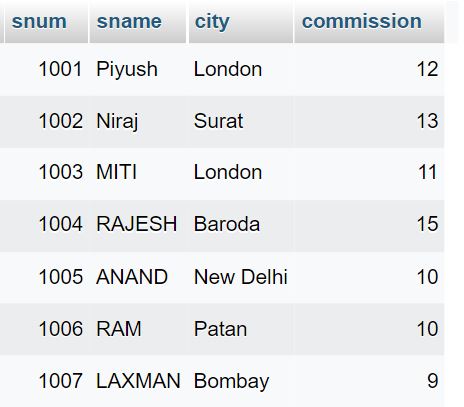 snum sname city commission
1001 Piyush London 12
1002 Niraj Surat 13
1003 MITI London 11
1004 RAJESH Baroda 15
1005 ANAND New Delhi 10
1006 RAM Patan 10
1007 LAXMAN Bombay 9